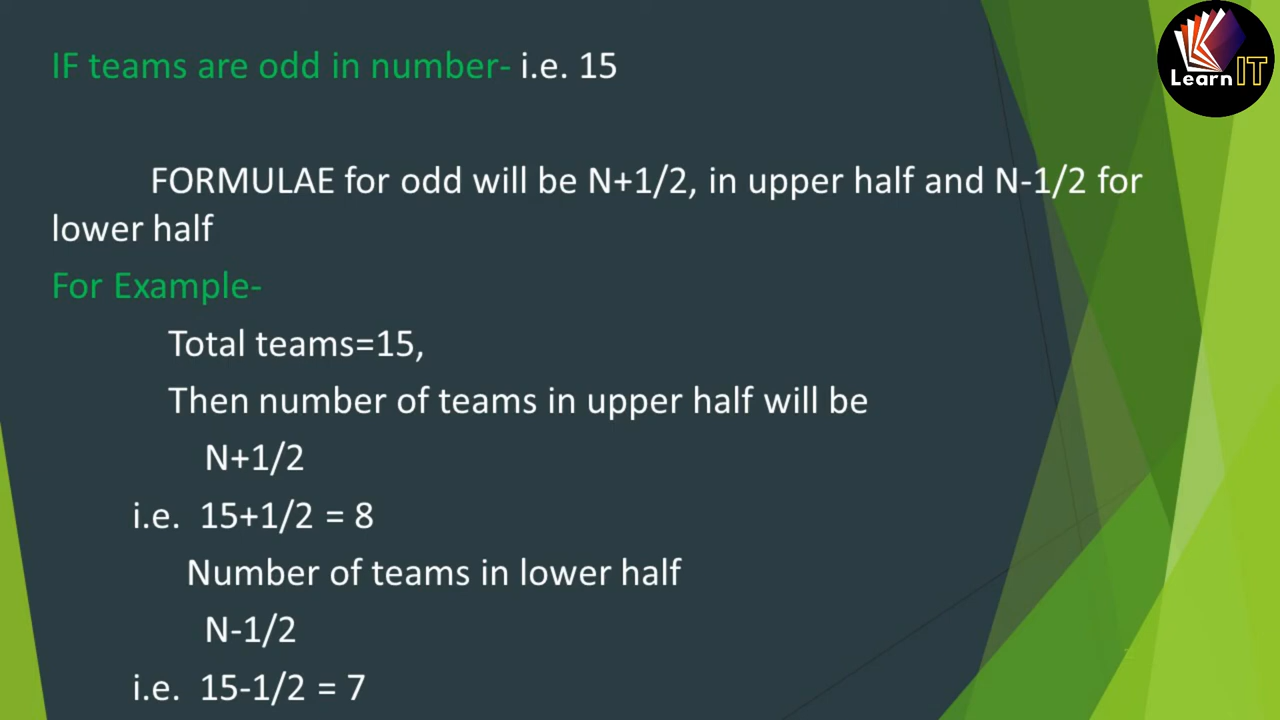 IF teams are odd in number- i.e. 15
Learn IT
FORMULAE for odd will be N+1/2, in upper half and N-1/2 for
lower half
For Example-
Total teams=15,
Then number of teams in upper half will be
N+1/2
i.e. 15+1/2 = 8
Number of teams in lower half
N-1/2
i.e. 15-1/2 = 7